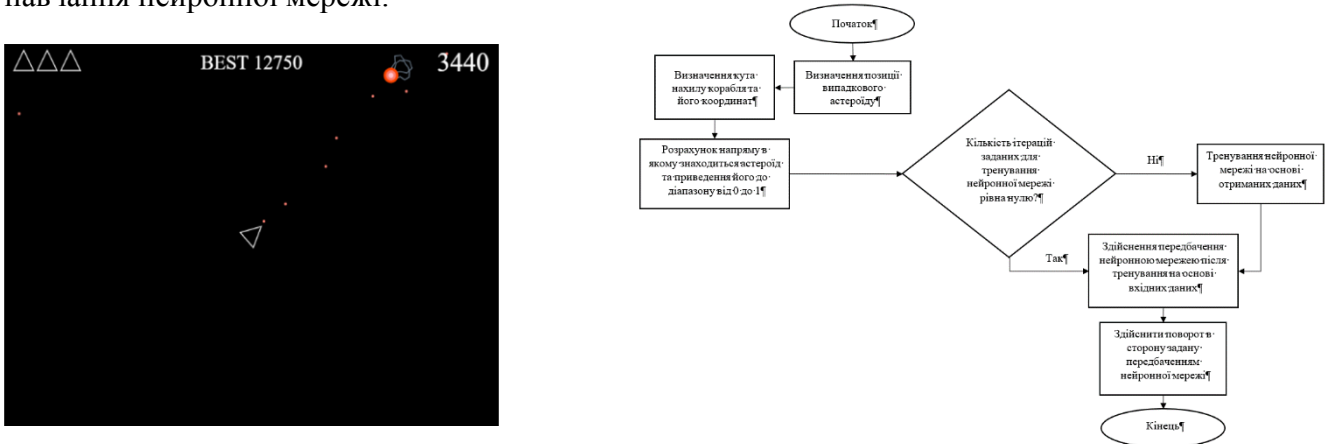 навчання нейронної мережі.
BEST 12750
3440
Початок¶
Визначення·позиції·
випадкового·
астероїду¶
Визначення·кута·
нахилу·корабля·та·
його·координат¶
Розрахунок·напряму·в·
якому·знаходиться·астероїд·
та·приведення·його·до·
діапазону·від·0·до·1¶
Кількість·ітерацій·
заданих·для·
тренування·
нейронної·мережі·
рівна·нулю?¶
Ні¶
Тренування·нейронної·
мережі·на·основі·
отриманих·даних¶
Так¶
Здійснення·передбачення·
нейронною·мережею·після·
тренування·на·основі·
вхідних·даних¶
Здійснити·поворот·в·
сторону·задану·
передбаченням·
нейронної·мережі¶
Кінець¶